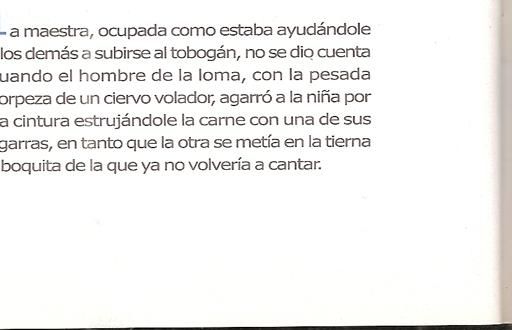 La maestra, ocupada como estaba ayudándole
los demás a subirse al tobogán, no se dio cuenta
uando el hombre de la loma, con la pesada
orpeza de un ciervo volador, agarró a la niña por
a cintura estrujándole la carne con una de sus
garras, en tanto que la otra se metía en la tierna
boquita de la que ya no volvería a cantar.